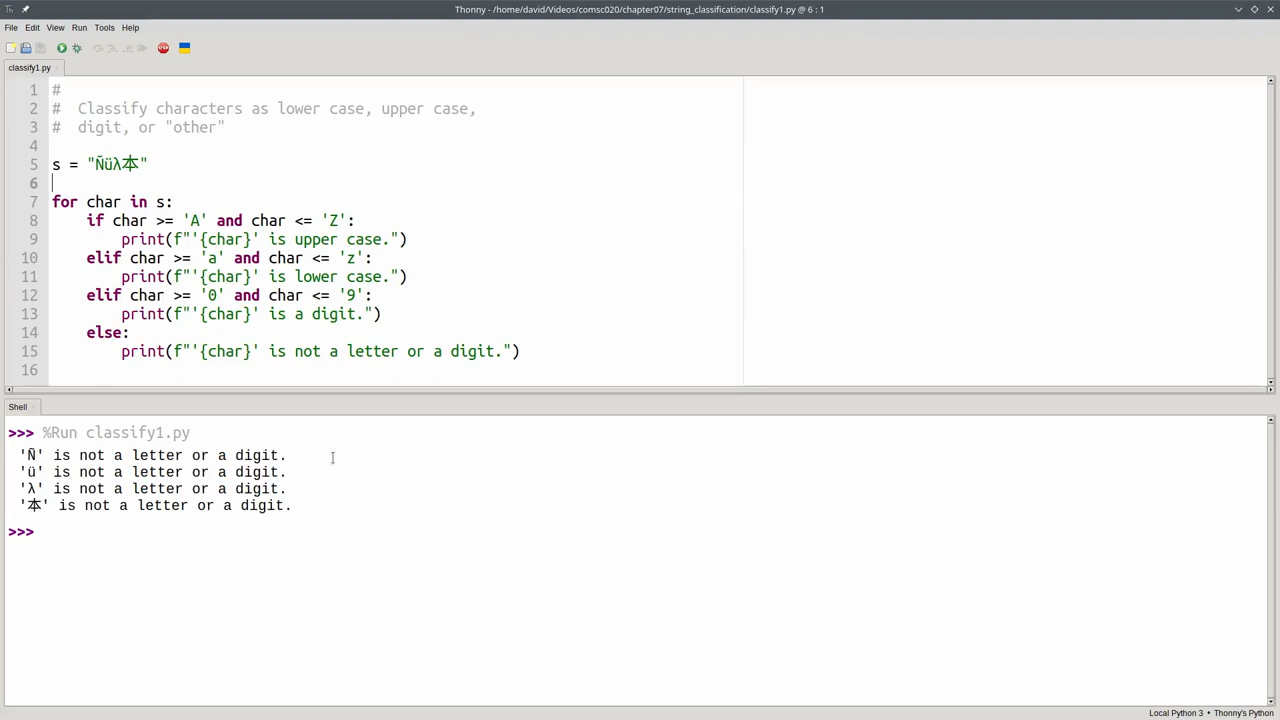 Thonny - /home/david/Videos/comsc020/chapter07/string_classification/classify1.py @ 6 : 1
File Edit View Run Tools Help
classify1.py
1 #
2 #  Classify characters as lower case, upper case,
3 #  digit, or "other"
4
5 s = "Ñüλ本"
6
7 for char in s:
8     if char >= 'A' and char <= 'Z':
9         print(f"'{char}' is upper case.")
10     elif char >= 'a' and char <= 'z':
11         print(f"'{char}' is lower case.")
12     elif char >= '0' and char <= '9':
13         print(f"'{char}' is a digit.")
14     else:
15         print(f"'{char}' is not a letter or a digit.")
16
Shell
>>> %Run classify1.py
'Ñ' is not a letter or a digit.
'ü' is not a letter or a digit.
'λ' is not a letter or a digit.
'本' is not a letter or a digit.
>>>
Local Python 3 • Thonny's Python